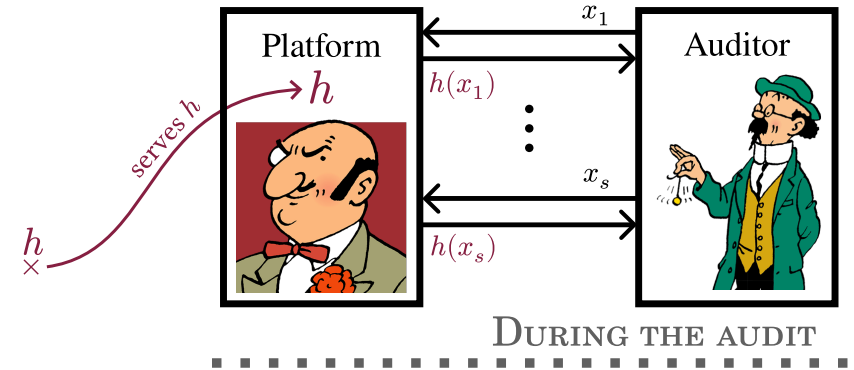 x₁
Platform
Auditor
h
h(x₁)
serves h
xₛ
h
×
h(xₛ)
DURING THE AUDIT